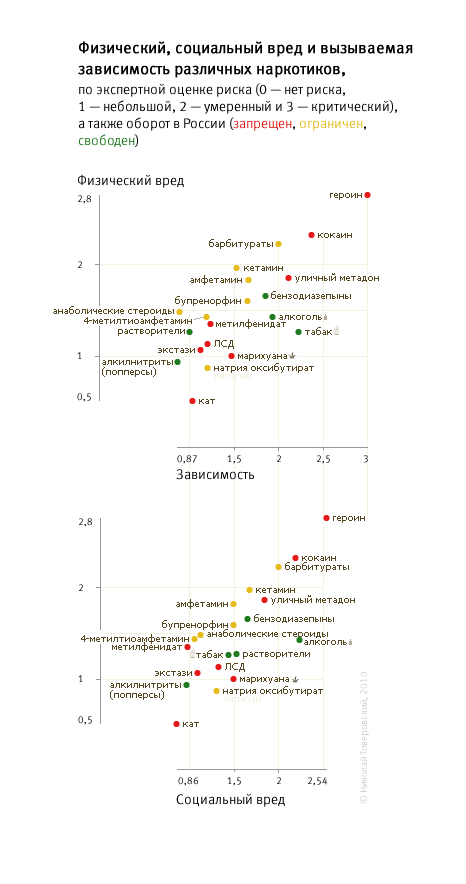 Физический, социальный вред и вызываемая
зависимость различных наркотиков,
по экспертной оценке риска (0 — нет риска,
1 — небольшой, 2 — умеренный и 3 — критический),
а также оборот в России (запрещен, ограничен,
свободен)
Физический вред
2,8
героин
кокаин
барбитураты
2
кетамин
амфетамин
уличный метадон
бупренорфин
бензодиазепины
анаболические стероиды
4-метилтиоамфетамин
алкоголь
метилфенидат
растворители
табак
ЛСД
экстази
1
марихуана
алкилнитриты
(попперсы)
натрия оксибутират
0,5
кат
0,87
1,5
2
2,5
3
Зависимость
2,8
героин
кокаин
барбитураты
2
кетамин
амфетамин
уличный метадон
бензодиазепины
бупренорфин
анаболические стероиды
4-метилтиоамфетамин
алкоголь
метилфенидат
табак
растворители
ЛСД
экстази
1
марихуана
алкилнитриты
(попперсы)
натрия оксибутират
0,5
кат
0,86
1,5
2
2,54
Социальный вред
© Николай Товеровский, 2010